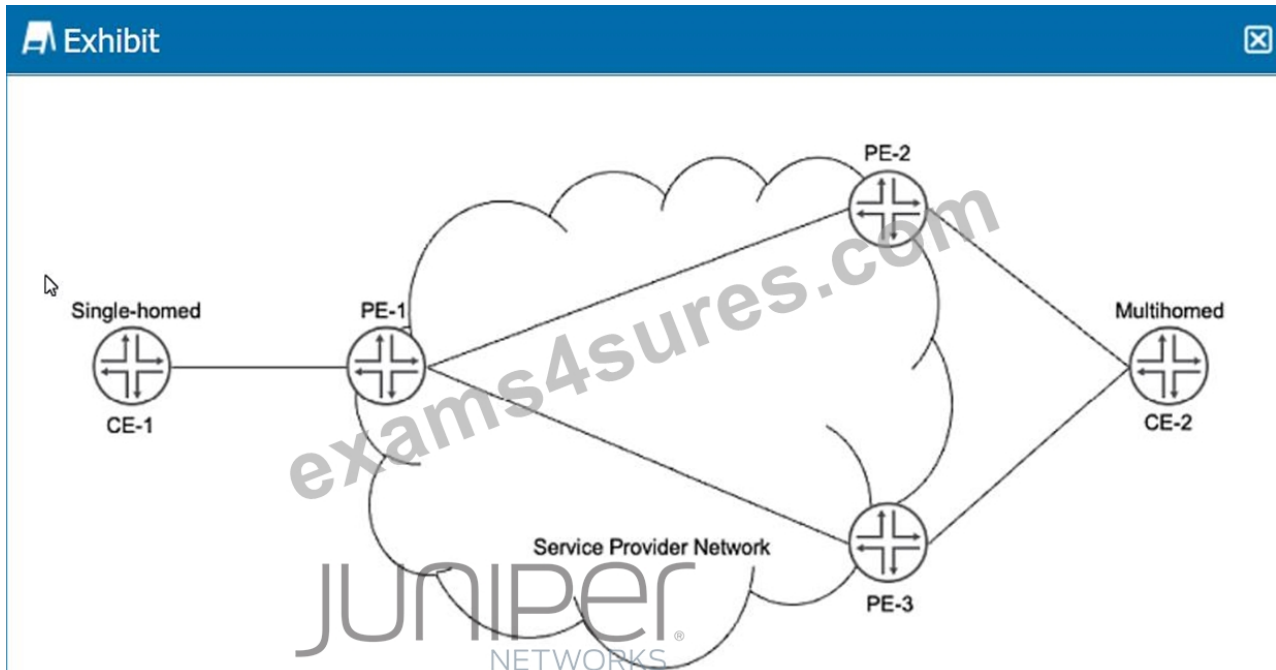 Exhibit
PE-2
Single-homed
PE-1
Multihomed
CE-1
CE-2
exams4sures.com
Service Provider Network
PE-3
JUNIPEr
NETWORKS